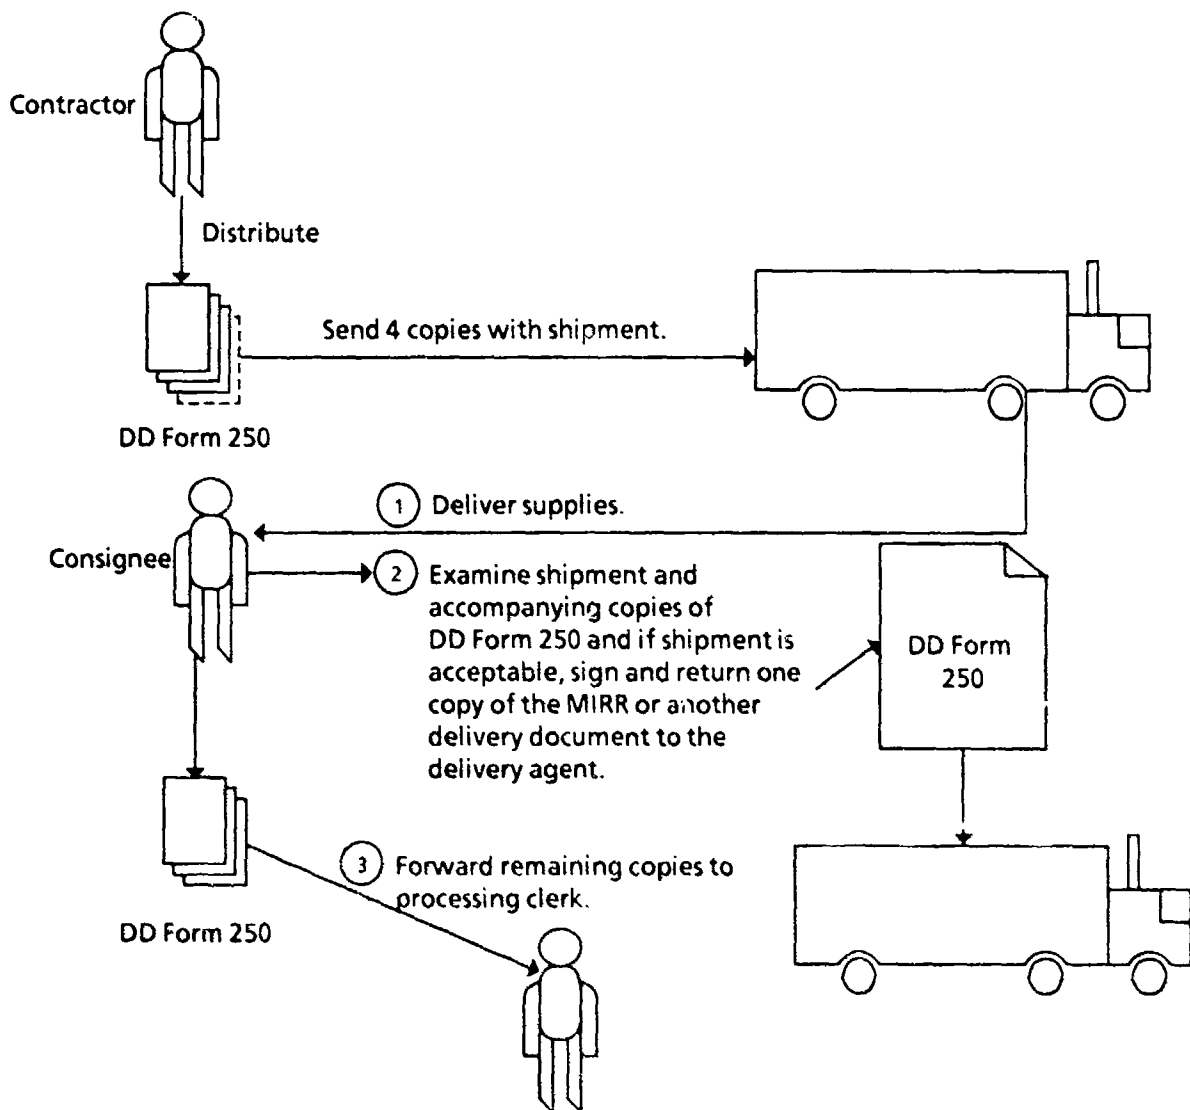 Contractor
Distribute
Send 4 copies with shipment.
DD Form 250
1 Deliver supplies.
Consignee
2 Examine shipment and
accompanying copies of
DD Form 250 and if shipment is
acceptable, sign and return one
copy of the MIRR or another
delivery document to the
delivery agent.
DD Form
250
3 Forward remaining copies to
processing clerk.
DD Form 250